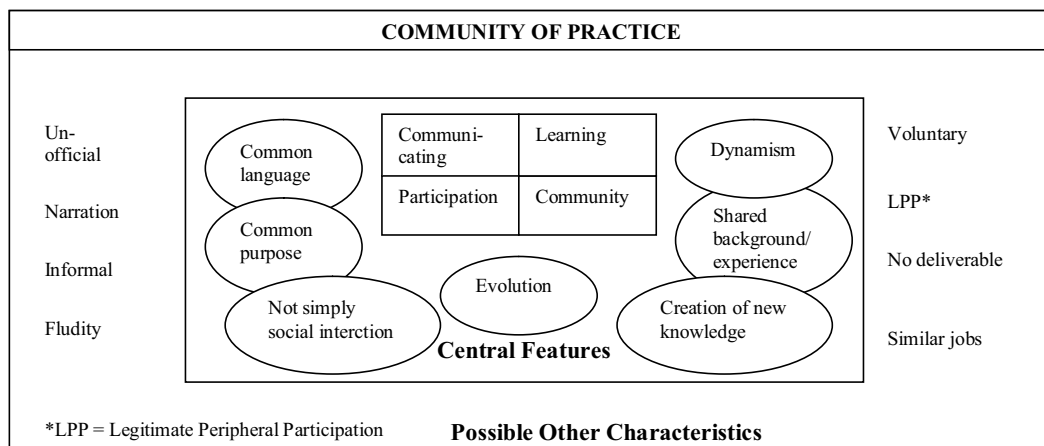 COMMUNITY OF PRACTICE
Un-
official
Narration
Informal
Fludity
Common
language
Common
purpose
Not simply
social interction
Communi-
cating
Learning
Participation
Community
Evolution
Dynamism
Shared
background/
experience
Creation of new
knowledge
Central Features
Voluntary
LPP*
No deliverable
Similar jobs
*LPP = Legitimate Peripheral Participation
Possible Other Characteristics